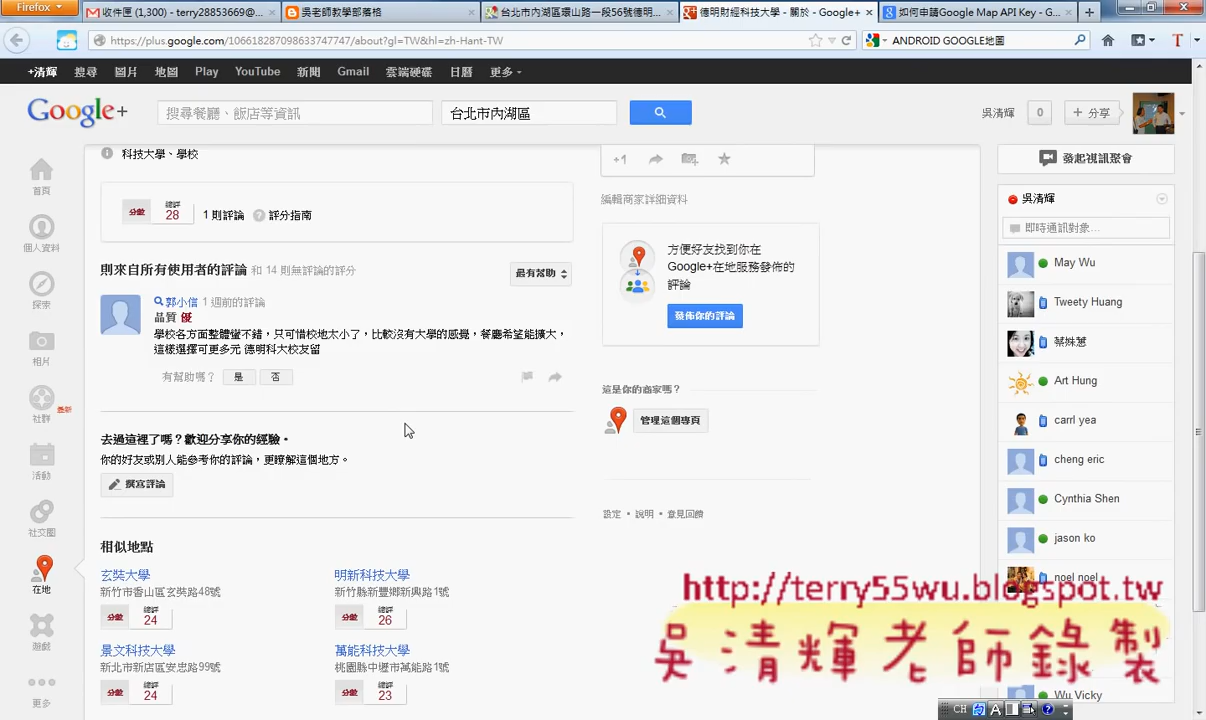 Firefox
收件匣 (1,300) - terry28853669@...
吳老師教學部落格
台北市內湖區環山路一段56號德明...
德明財經科技大學 - 關於 - Google+
如何申請Google Map API Key - G...
https://plus.google.com/106618287098633747747/about?gl=TW&hl=zh-Hant-TW
ANDROID GOOGLE地圖
+清輝 搜尋 圖片 地圖 Play YouTube 新聞 Gmail 雲端硬碟 日曆 更多
Google+
搜尋餐廳、飯店等資訊
台北市內湖區
吳清輝
0
+ 分享
首頁
個人資料
探索
相片
社群
最新
活動
社交圈
在地
遊戲
更多
科技大學、學校
分數
總評
28
1 則評論
評分指南
則來自所有使用者的評論 和 14 則無評論的評分
最有幫助
郭小信 1 週前的評論
品質 優
學校各方面整體蠻不錯，只可惜校地太小了，比較沒有大學的感覺，餐廳希望能擴大，
這樣選擇可更多元 德明科大校友留
有幫助嗎？
是
否
去過這裡了嗎？歡迎分享你的經驗。
你的好友或別人能參考你的評論，更瞭解這個地方。
撰寫評論
相似地點
玄奘大學
新竹市香山區玄奘路48號
分數
總評
24
明新科技大學
新竹縣新豐鄉新興路1號
分數
總評
26
景文科技大學
新北市新店區安忠路99號
分數
總評
24
萬能科技大學
桃園縣中壢市萬能路1號
分數
總評
23
+1
編輯商家詳細資料
方便好友找到你在
Google+在地服務發佈的
評論
發佈你的評論
這是你的商家嗎？
管理這個專頁
設定 • 說明 • 意見回饋
發起視訊聚會
吳清輝
即時通訊對象...
May Wu
Tweety Huang
蔡姝慧
Art Hung
carrl yea
cheng eric
Cynthia Shen
jason ko
noel noel
Wu Vicky
http://terry55wu.blogspot.tw
吳清輝老師錄製
CH